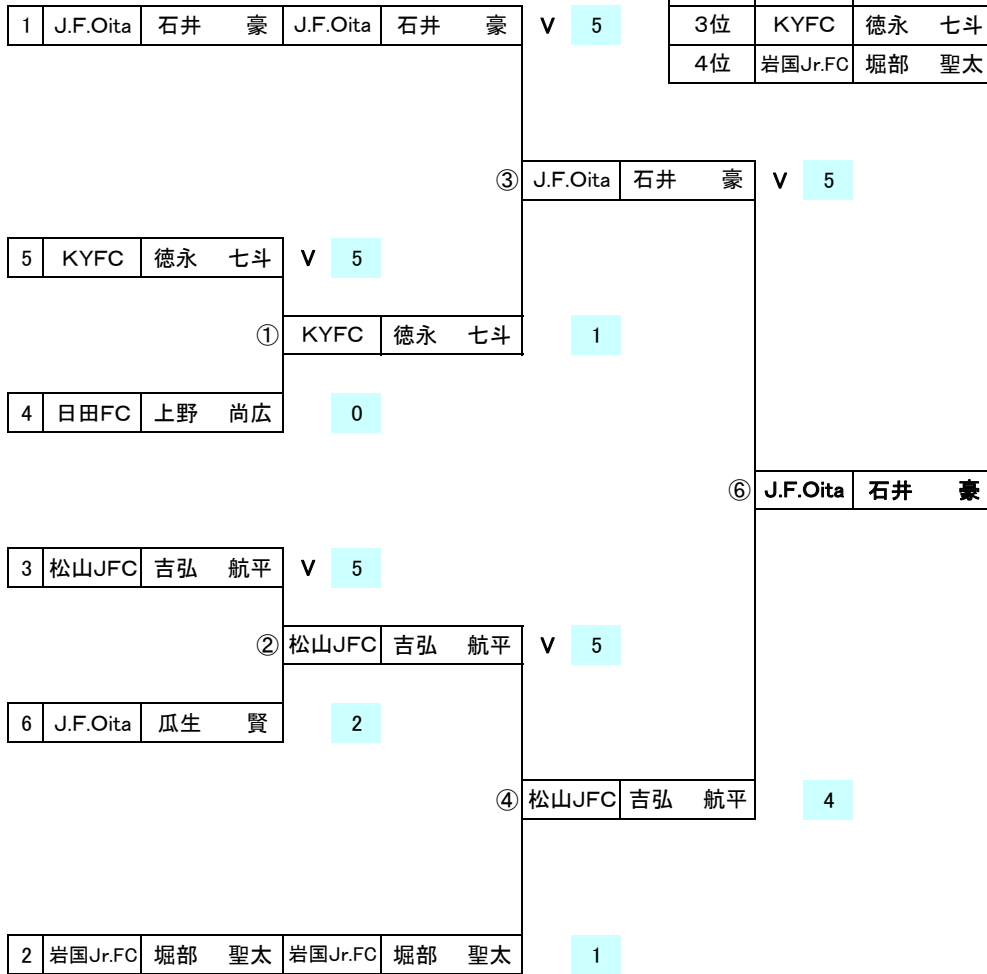 1 J.F.Oita 石井 豪 J.F.Oita 石井 豪 V 5
3位 KYFC 徳永 七斗
4位 岩国Jr.FC 堀部 聖太
③ J.F.Oita 石井 豪 V 5
5 KYFC 徳永 七斗 V 5
① KYFC 徳永 七斗 1
4 日田FC 上野 尚広 0
⑥ J.F.Oita 石井 豪
3 松山JFC 吉弘 航平 V 5
② 松山JFC 吉弘 航平 V 5
6 J.F.Oita 瓜生 賢 2
④ 松山JFC 吉弘 航平 4
2 岩国Jr.FC 堀部 聖太 岩国Jr.FC 堀部 聖太 1